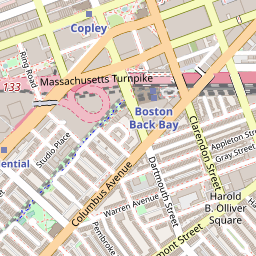 Copley
Ring Road
Massachusetts Turnpike
133
Boston
Back Bay
Clarendon Street
Appleton Street
Gray Street
Studio Place
ential
Columbus Avenue
Dartmouth Street
Harold
B. Olliver
Square
Warren Avenue
Pembroke
mont Street